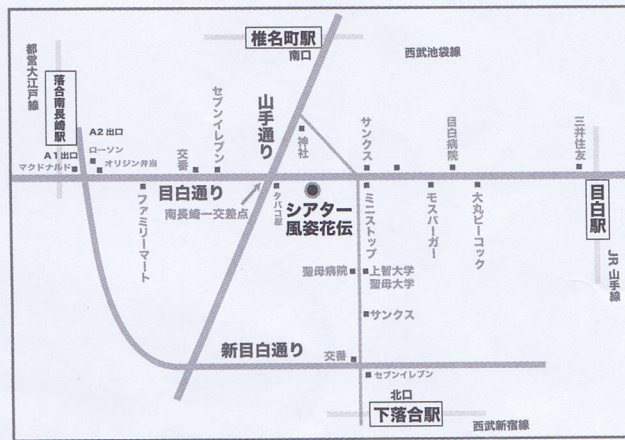 椎名町駅
南口
西武池袋線
都営大江戸線
落合南長崎駅
A2 出口
A1 出口
ローソン
オリジン弁当
マクドナルド
交番
セブンイレブン
山手通り
神社
サンクス
目白病院
三井住友
目白駅
JR 山手線
目白通り
南長崎一交差点
ファミリーマート
タバコ屋
シアター
風姿花伝
ミニストップ
モスバーガー
大丸ピーコック
聖母病院
上智大学
聖母大学
サンクス
新目白通り
交番
セブンイレブン
北口
下落合駅
西武新宿線